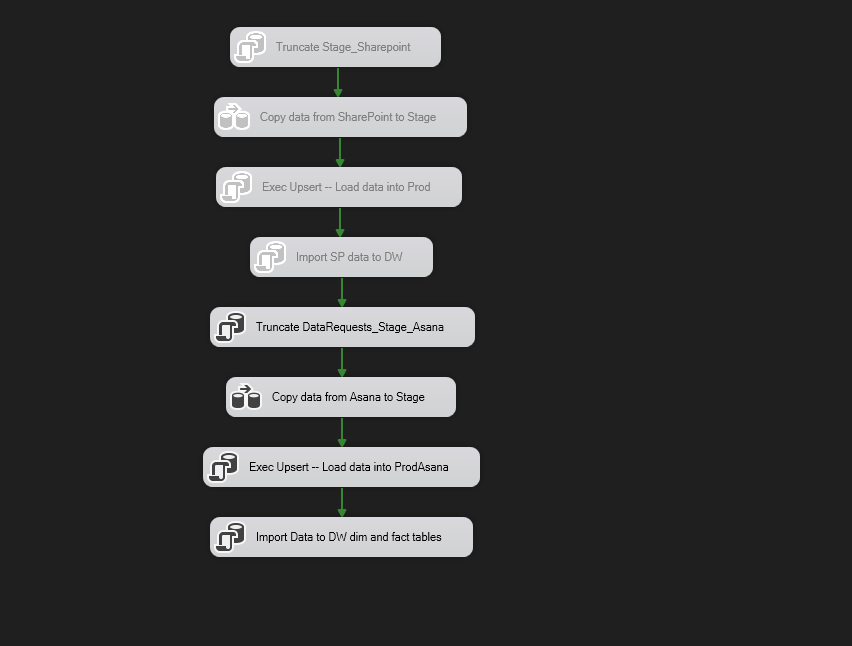 Truncate Stage_Sharepoint
Copy data from SharePoint to Stage
Exec Upsert -- Load data into Prod
Import SP data to DW
Truncate DataRequests_Stage_Asana
Copy data from Asana to Stage
Exec Upsert -- Load data into ProdAsana
Import Data to DW dim and fact tables